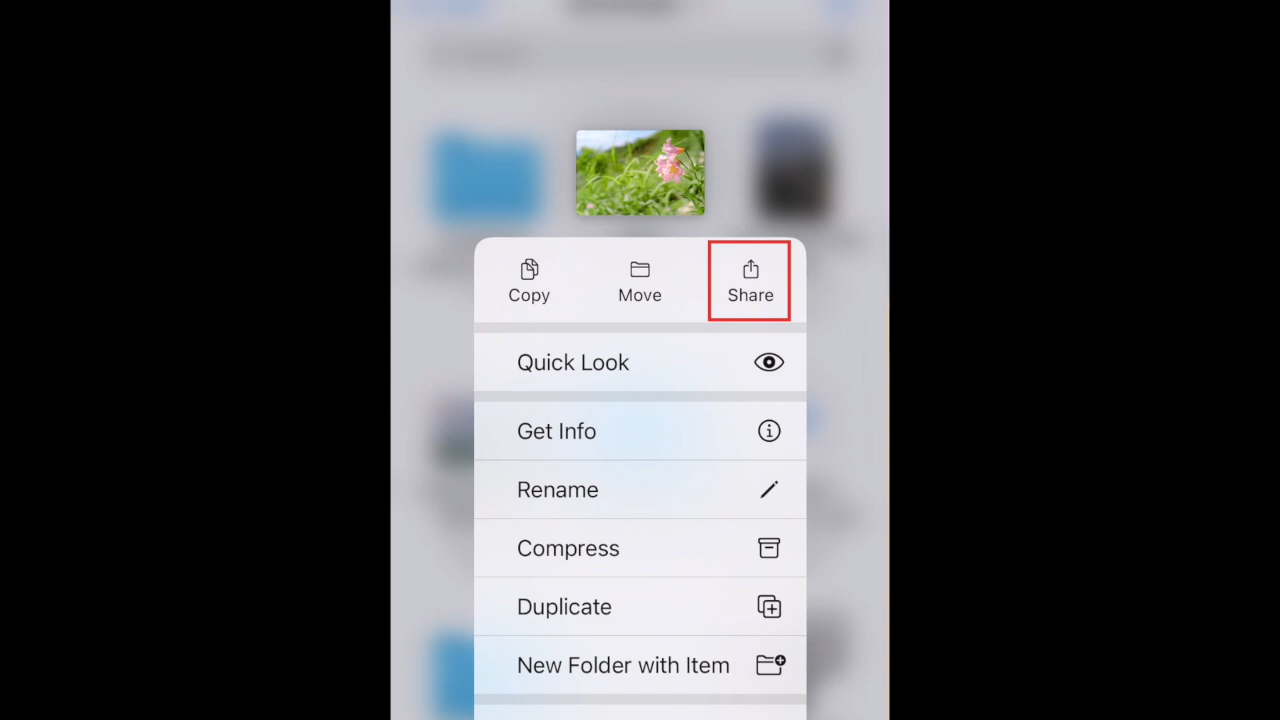 Copy
Move
Share
Quick Look
Get Info
Rename
Compress
Duplicate
New Folder with Item